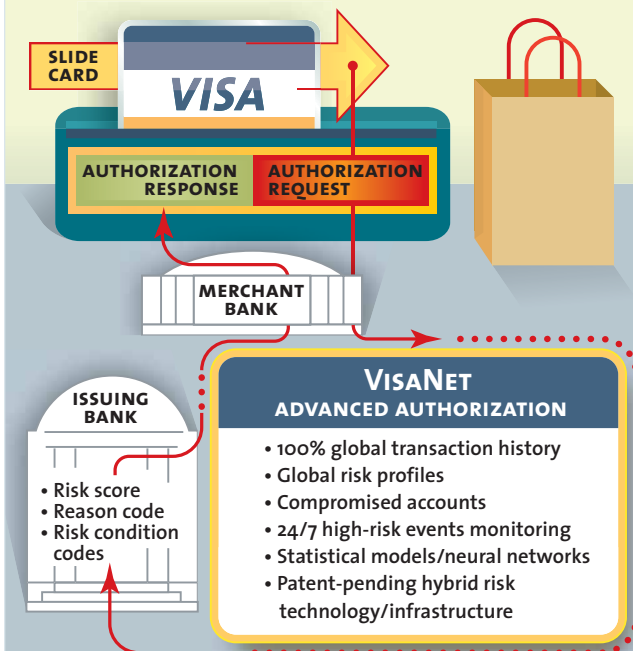 SLIDE
CARD
VISA
AUTHORIZATION
RESPONSE
AUTHORIZATION
REQUEST
MERCHANT
BANK
ISSUING
BANK
• Risk score
• Reason code
• Risk condition
codes
VISANET
ADVANCED AUTHORIZATION
• 100% global transaction history
• Global risk profiles
• Compromised accounts
• 24/7 high-risk events monitoring
• Statistical models/neural networks
• Patent-pending hybrid risk
technology/infrastructure